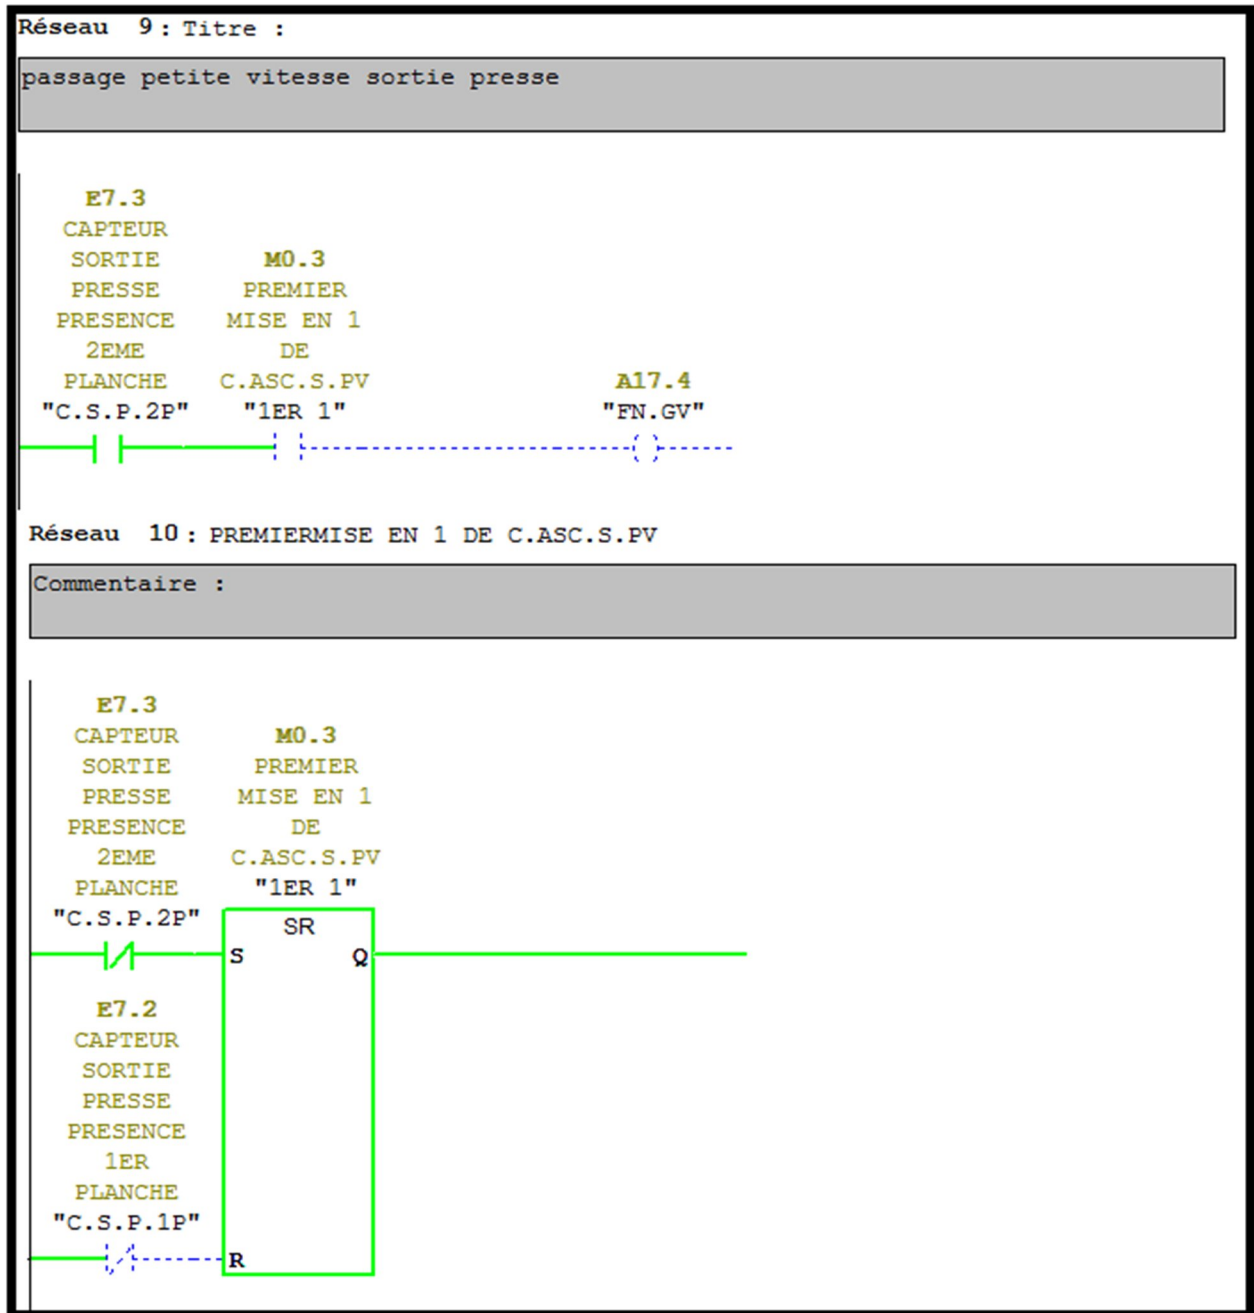 Réseau 9 : Titre :
passage petite vitesse sortie presse
E7.3
CAPTEUR
SORTIE
PRESSE
PRESENCE
2EME
PLANCHE
"C.S.P.2P"
M0.3
PREMIER
MISE EN 1
DE
C.ASC.S.PV
"1ER 1"
A17.4
"FN.GV"
Réseau 10 : PREMIERMISE EN 1 DE C.ASC.S.PV
Commentaire :
E7.3
CAPTEUR
SORTIE
PRESSE
PRESENCE
2EME
PLANCHE
"C.S.P.2P"
M0.3
PREMIER
MISE EN 1
DE
C.ASC.S.PV
"1ER 1"
SR
S Q
E7.2
CAPTEUR
SORTIE
PRESSE
PRESENCE
1ER
PLANCHE
"C.S.P.1P"
R